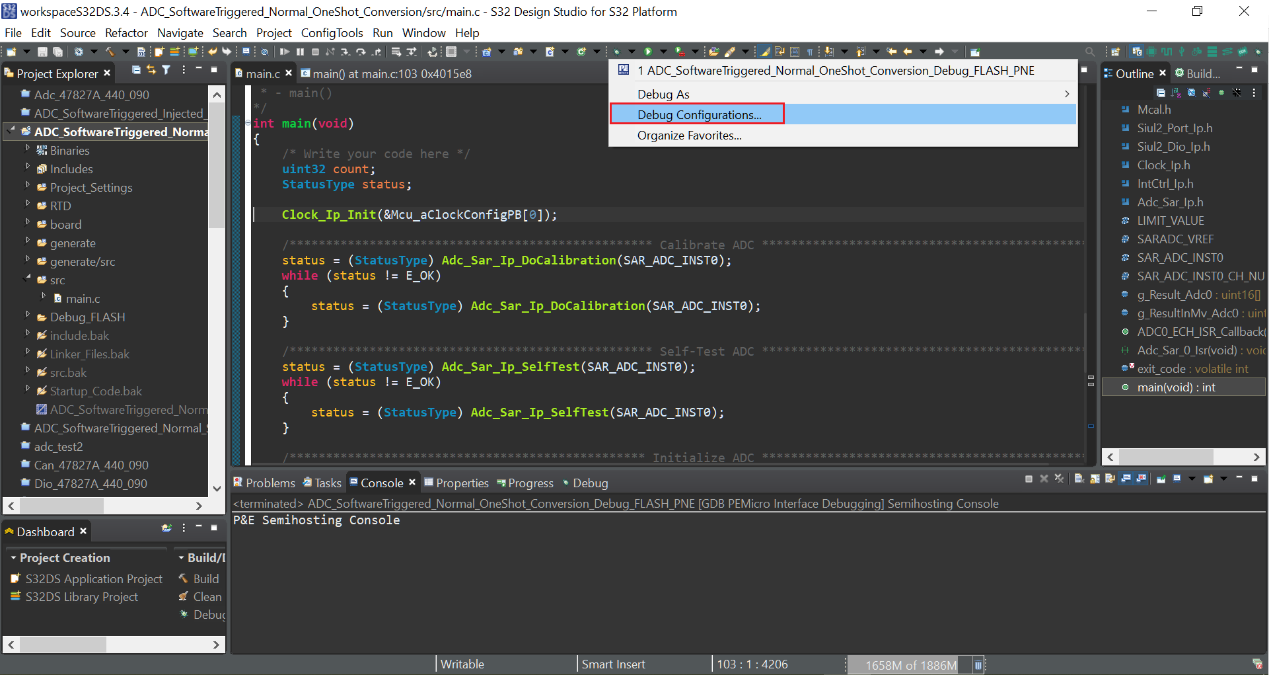 workspaceS32DS.3.4 - ADC_SoftwareTriggered_Normal_OneShot_Conversion/src/main.c - S32 Design Studio for S32 Platform
File Edit Source Refactor Navigate Search Project ConfigTools Run Window Help
Project Explorer
Adc_47827A_440_090
ADC_SoftwareTriggered_Injected_
ADC_SoftwareTriggered_Norma
Binaries
Includes
Project_Settings
RTD
board
generate
generate/src
src
main.c
Debug_FLASH
include.bak
Linker_Files.bak
src.bak
Startup_Code.bak
ADC_SoftwareTriggered_Norm
ADC_SoftwareTriggered_Normal_
adc_test2
Can_47827A_440_090
Dio_47827A_440_090
main.c main() at main.c:103 0x4015e8
* - main()
*/
int main(void)
{
/* Write your code here */
uint32 count;
StatusType status;
Clock_Ip_Init(&Mcu_aClockConfigPB[0]);
/************************************************** Calibrate ADC ********************************************
status = (StatusType) Adc_Sar_Ip_DoCalibration(SAR_ADC_INST0);
while (status != E_OK)
{
status = (StatusType) Adc_Sar_Ip_DoCalibration(SAR_ADC_INST0);
}
/************************************************** Self-Test ADC ********************************************
status = (StatusType) Adc_Sar_Ip_SelfTest(SAR_ADC_INST0);
while (status != E_OK)
{
status = (StatusType) Adc_Sar_Ip_SelfTest(SAR_ADC_INST0);
}
/************************************************* Initialize ADC ********************************************
1 ADC_SoftwareTriggered_Normal_OneShot_Conversion_Debug_FLASH_PNE
Debug As
Debug Configurations...
Organize Favorites...
Outline Build...
Mcal.h
Siul2_Port_Ip.h
Siul2_Dio_Ip.h
Clock_Ip.h
IntCtrl_Ip.h
Adc_Sar_Ip.h
LIMIT_VALUE
SARADC_VREF
SAR_ADC_INST0
SAR_ADC_INST0_CH_NU
g_Result_Adc0 : uint16[]
g_ResultInMv_Adc0 : uint
ADC0_ECH_ISR_Callback(
Adc_Sar_0_Isr(void) : voi
exit_code : volatile int
main(void) : int
Problems Tasks Console Properties Progress Debug
<terminated> ADC_SoftwareTriggered_Normal_OneShot_Conversion_Debug_FLASH_PNE [GDB PEMicro Interface Debugging] Semihosting Console
P&E Semihosting Console
Dashboard
Project Creation Build/
S32DS Application Project Build
S32DS Library Project Clean
Debug
Writable Smart Insert 103 : 1 : 4206 1658M of 1886M